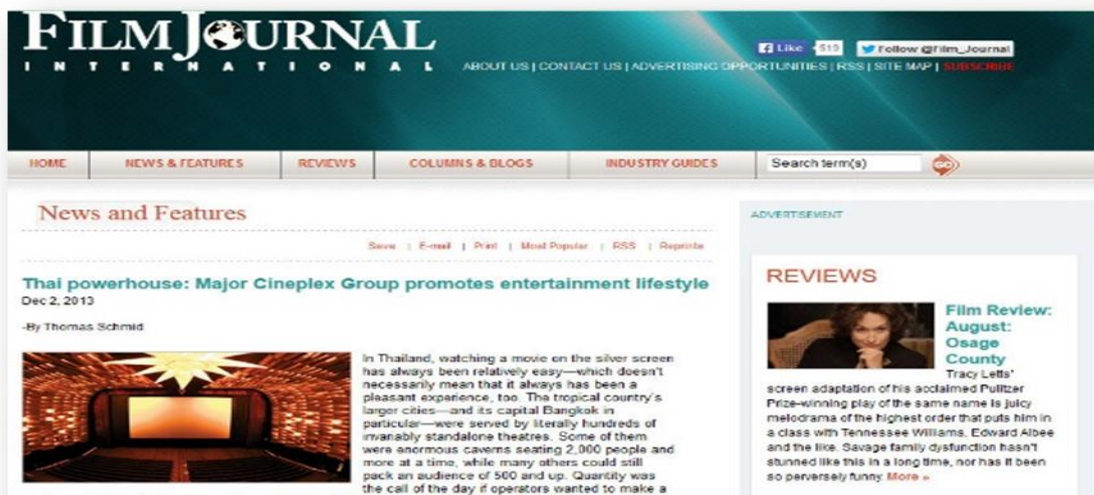 FILM JOURNAL
INTERNATIONAL
Like 519 Follow @Film_Journal
ABOUT US | CONTACT US | ADVERTISING OPPORTUNITIES | RSS | SITE MAP | SUBSCRIBE
HOME NEWS & FEATURES REVIEWS COLUMNS & BLOGS INDUSTRY GUIDES Search term(s) GO
News and Features
Save | E-mail | Print | Most Popular | RSS | Reprints
Thai powerhouse: Major Cineplex Group promotes entertainment lifestyle
Dec 2, 2013
-By Thomas Schmid
In Thailand, watching a movie on the silver screen
has always been relatively easy—which doesn't
necessarily mean that it always has been a
pleasant experience, too. The tropical country's
larger cities—and its capital Bangkok in
particular—were served by literally hundreds of
invariably standalone theatres. Some of them
were enormous caverns seating 2,000 people and
more at a time, while many others could still
pack an audience of 500 and up. Quantity was
the call of the day if operators wanted to make a
ADVERTISEMENT
REVIEWS
Film Review:
August:
Osage
County
Tracy Letts'
screen adaptation of his acclaimed Pulitzer
Prize-winning play of the same name is juicy
melodrama of the highest order that puts him in
a class with Tennessee Williams, Edward Albee
and the like. Savage family dysfunction hasn't
stunned like this in a long time, nor has it been
so perversely funny. More »